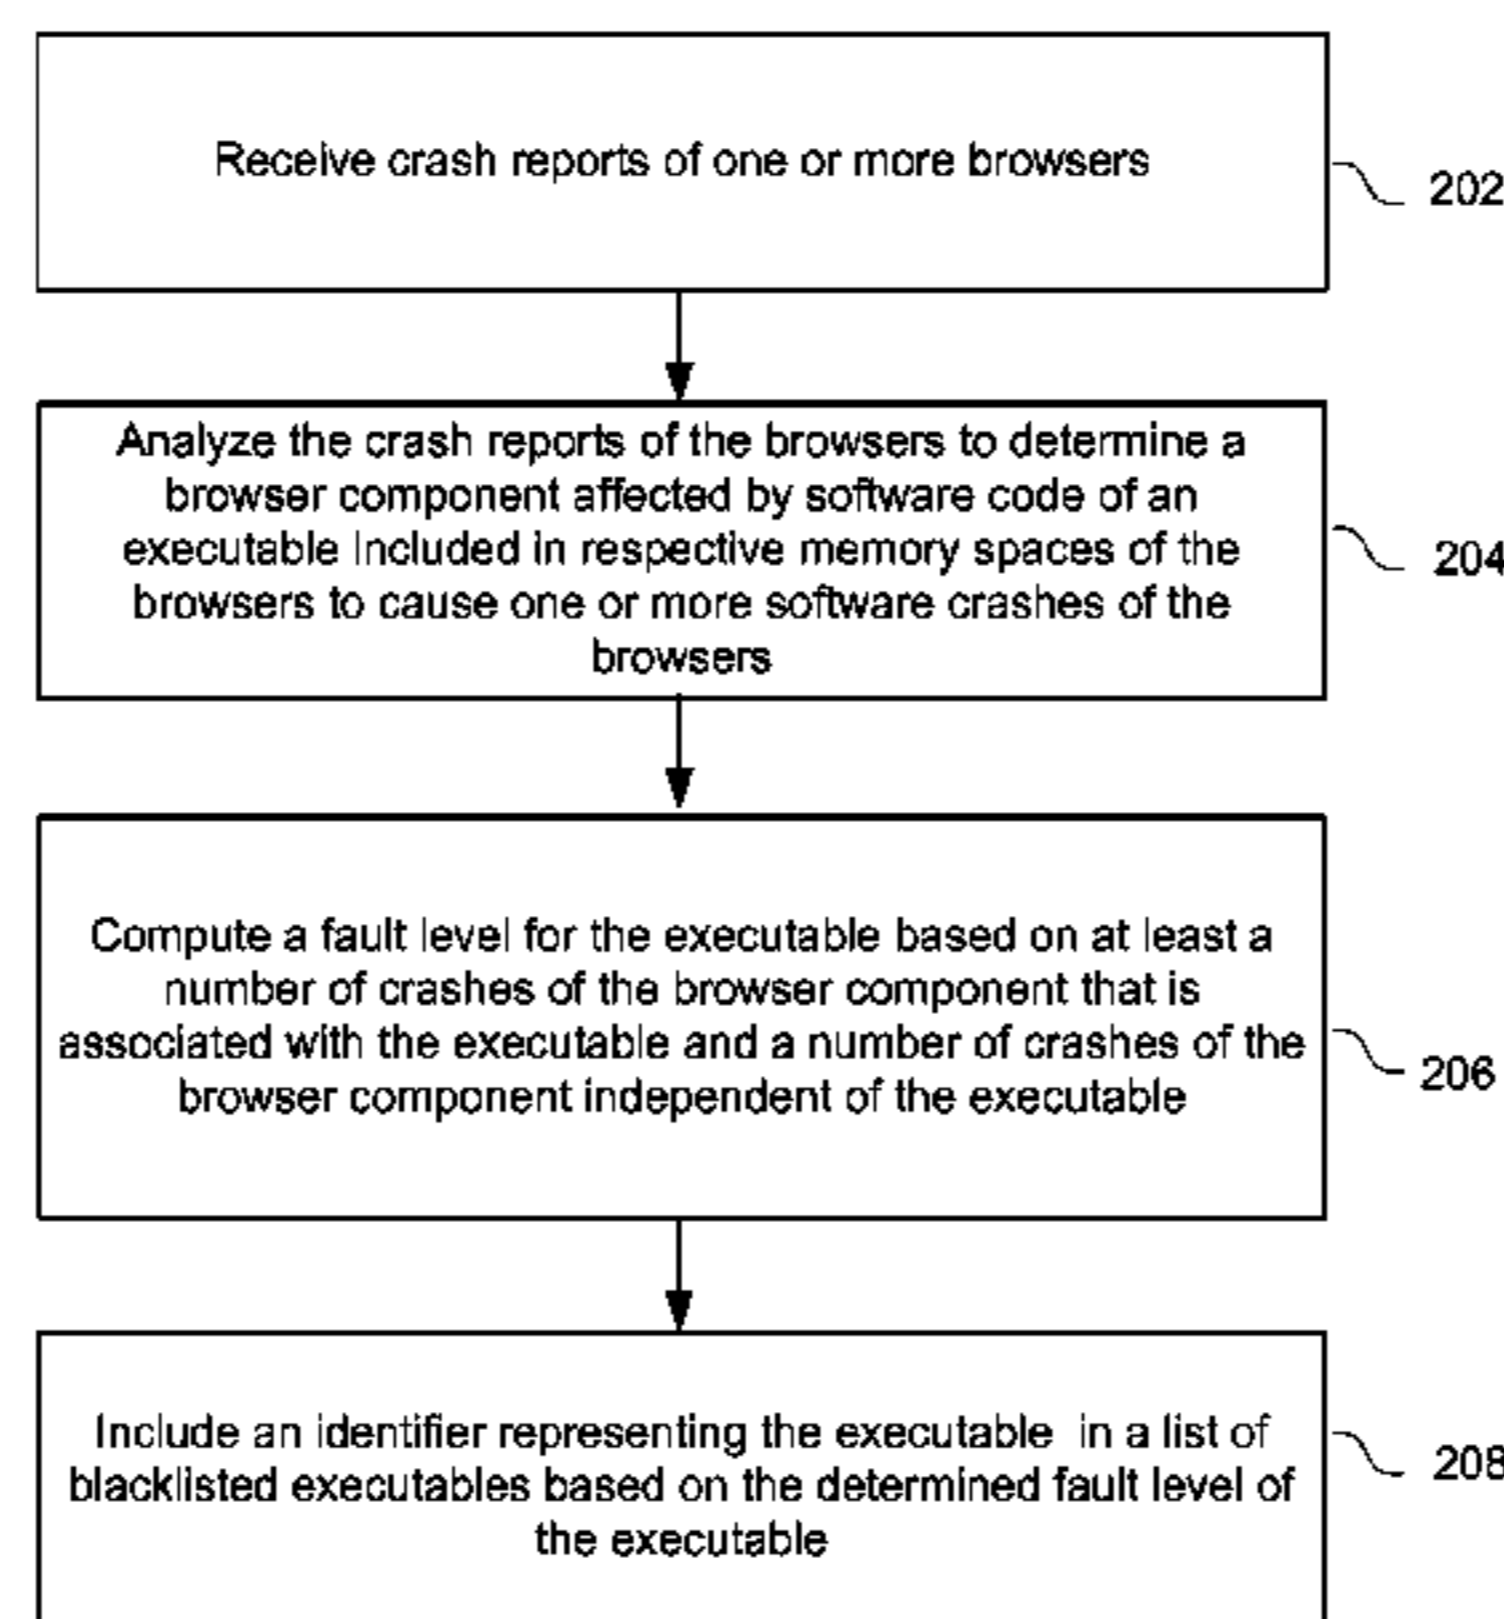 Receive crash reports of one or more browsers
202
Analyze the crash reports of the browsers to determine a
browser component affected by software code of an
executable included in respective memory spaces of the
browsers to cause one or more software crashes of the
browsers
204
Compute a fault level for the executable based on at least a
number of crashes of the browser component that is
associated with the executable and a number of crashes of the
browser component independent of the executable
206
Include an identifier representing the executable in a list of
blacklisted executables based on the determined fault level of
the executable
208